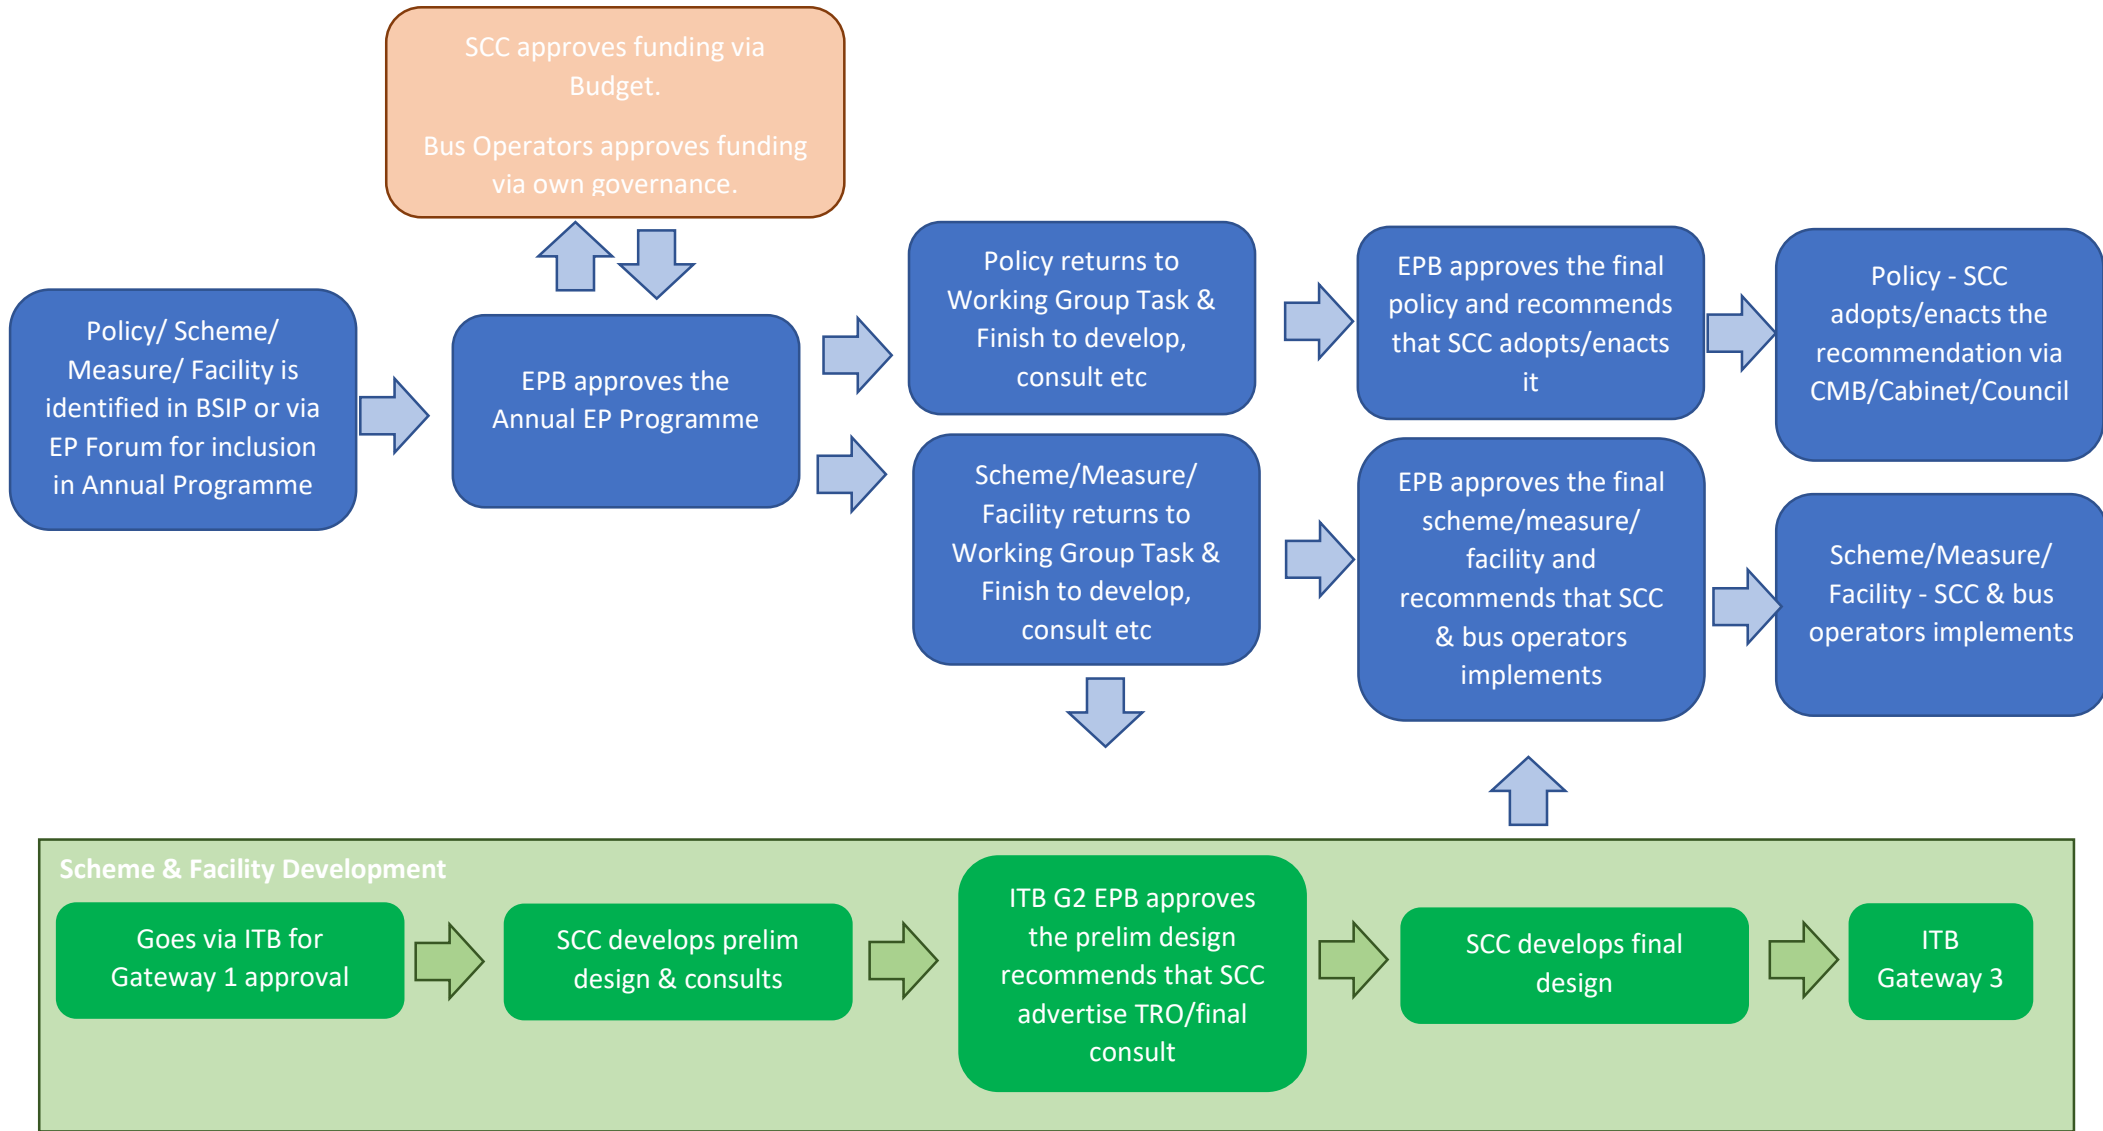 SCC approves funding via
Budget.
Bus Operators approves funding
via own governance.
Policy/ Scheme/
Measure/ Facility is
identified in BSIP or via
EP Forum for inclusion
in Annual Programme
EPB approves the
Annual EP Programme
Policy returns to
Working Group Task &
Finish to develop,
consult etc
EPB approves the final
policy and recommends
that SCC adopts/enacts
it
Policy - SCC
adopts/enacts the
recommendation via
CMB/Cabinet/Council
Scheme/Measure/
Facility returns to
Working Group Task &
Finish to develop,
consult etc
EPB approves the final
scheme/measure/
facility and
recommends that SCC
& bus operators
implements
Scheme/Measure/
Facility - SCC & bus
operators implements
Scheme & Facility Development
Goes via ITB for
Gateway 1 approval
SCC develops prelim
design & consults
ITB G2 EPB approves
the prelim design
recommends that SCC
advertise TRO/final
consult
SCC develops final
design
ITB
Gateway 3